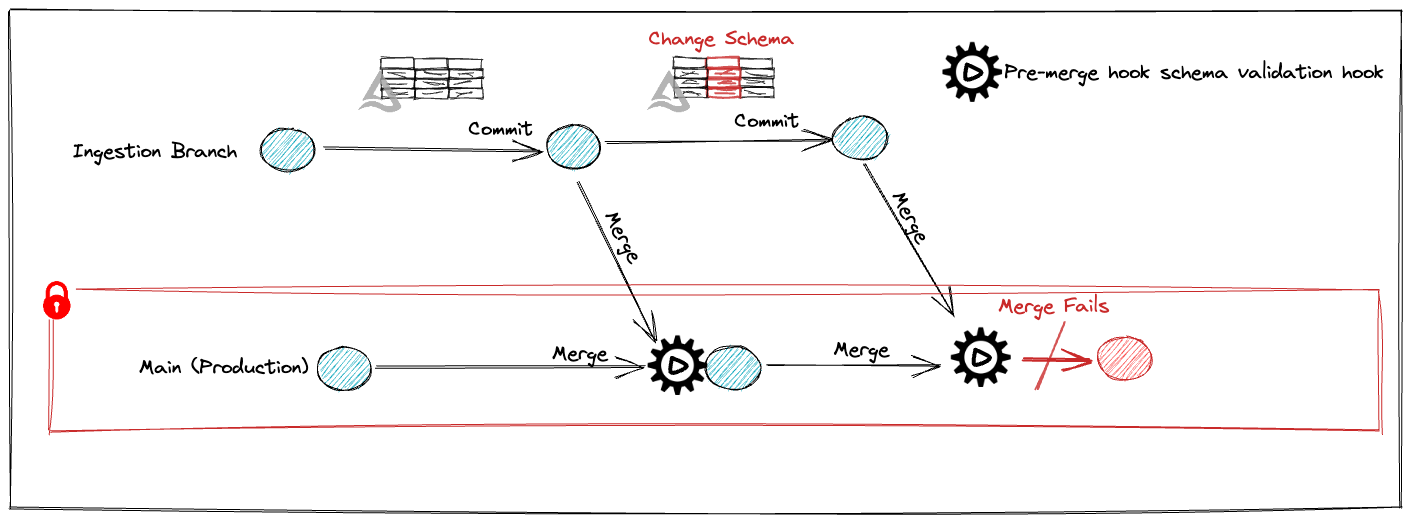 Change Schema
Pre-merge hook schema validation hook
Commit
Commit
Ingestion Branch
Merge
Merge
Merge Fails
Main (Production)
Merge
Merge